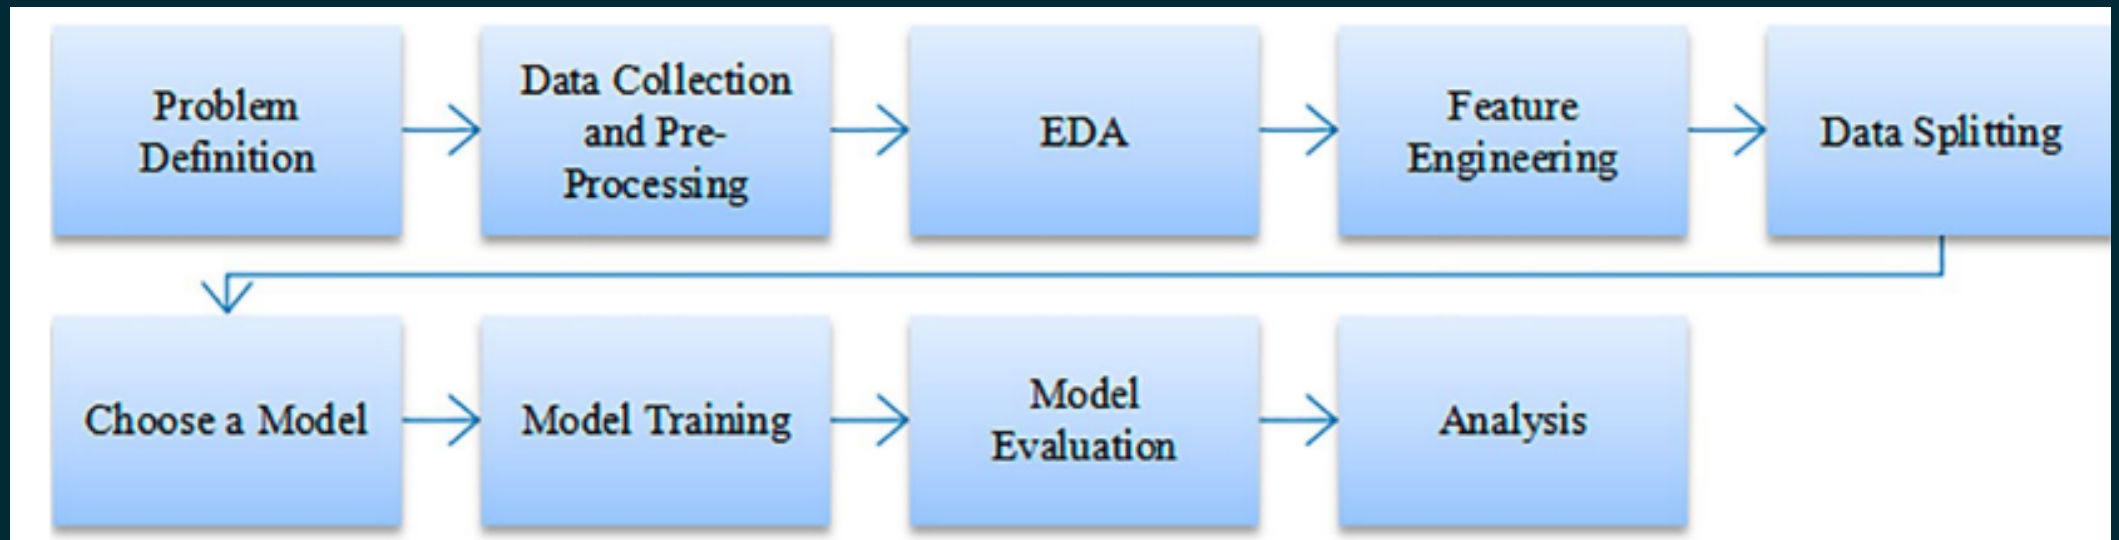 Problem
Definition
Data Collection
and Pre-
Processing
EDA
Feature
Engineering
Data Splitting
Choose a Model
Model Training
Model
Evaluation
Analysis